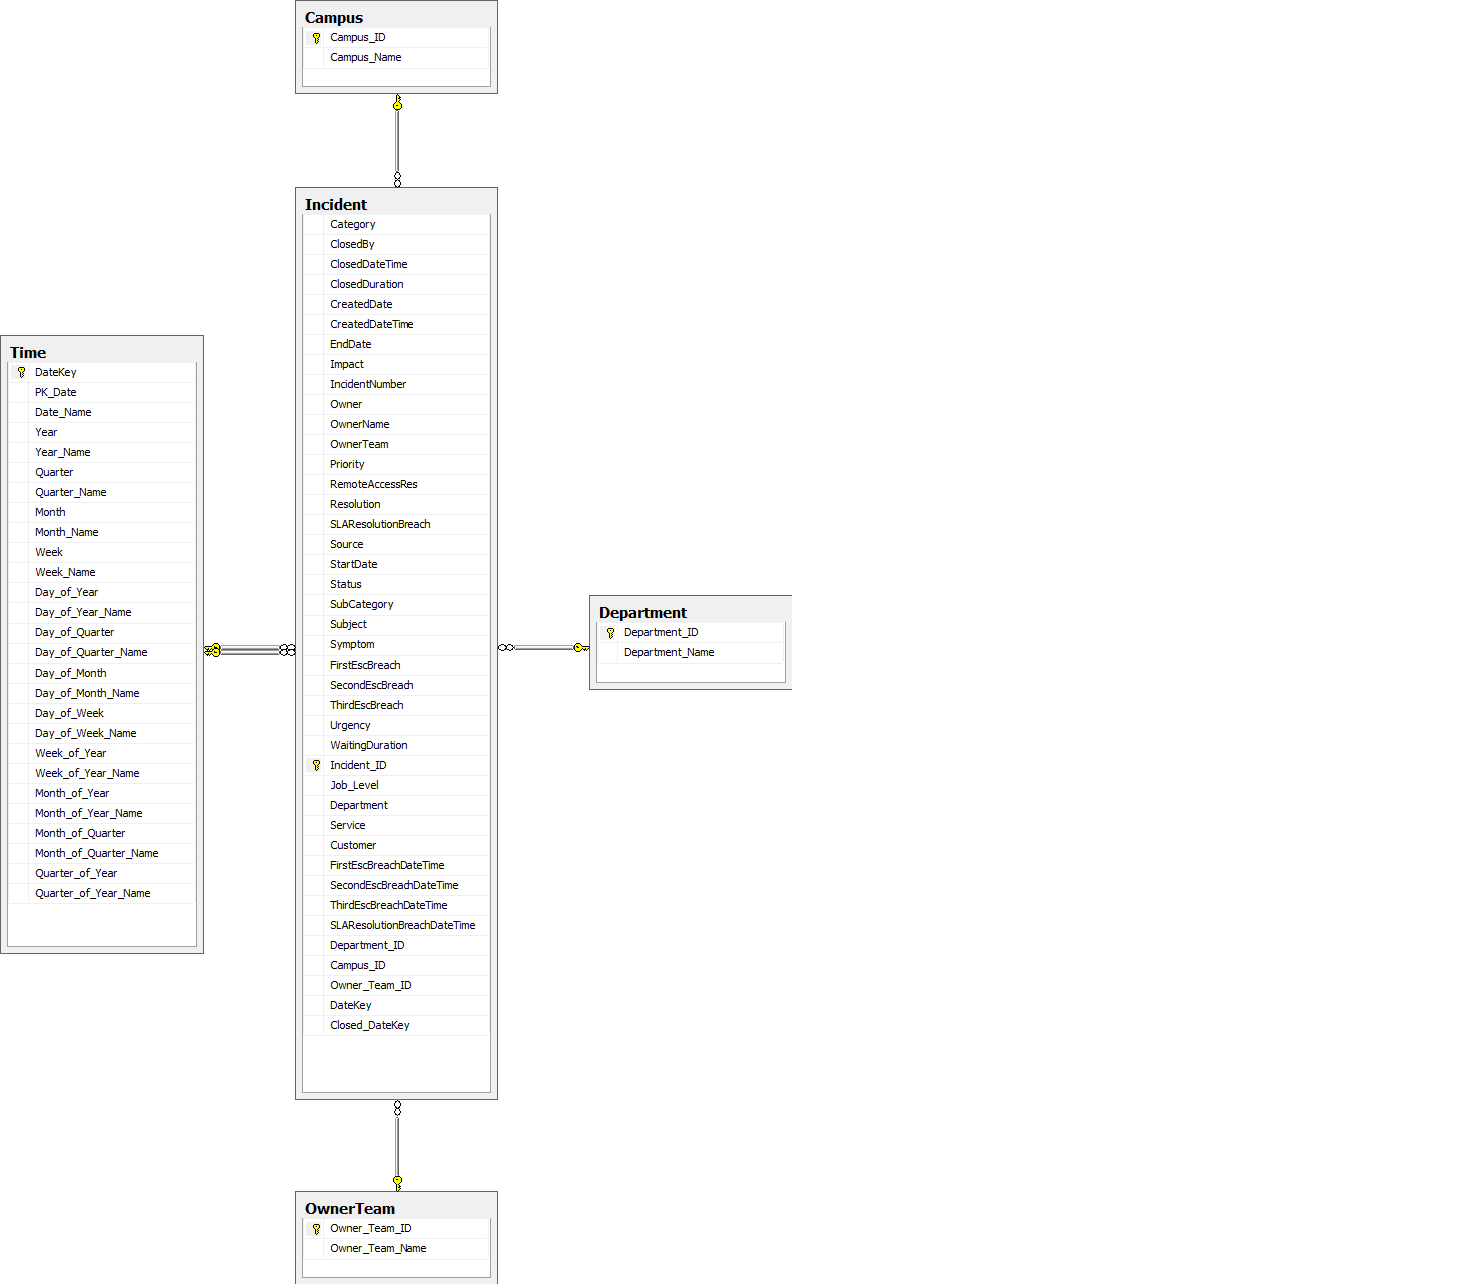 Campus
Campus_ID
Campus_Name
Incident
Category
ClosedBy
ClosedDateTime
ClosedDuration
CreatedDate
CreatedDateTime
EndDate
Impact
IncidentNumber
Owner
OwnerName
OwnerTeam
Priority
RemoteAccessRes
Resolution
SLAResolutionBreach
Source
StartDate
Status
SubCategory
Subject
Symptom
FirstEscBreach
SecondEscBreach
ThirdEscBreach
Urgency
WaitingDuration
Incident_ID
Job_Level
Department
Service
Customer
FirstEscBreachDateTime
SecondEscBreachDateTime
ThirdEscBreachDateTime
SLAResolutionBreachDateTime
Department_ID
Campus_ID
Owner_Team_ID
DateKey
Closed_DateKey
Time
DateKey
PK_Date
Date_Name
Year
Year_Name
Quarter
Quarter_Name
Month
Month_Name
Week
Week_Name
Day_of_Year
Day_of_Year_Name
Day_of_Quarter
Day_of_Quarter_Name
Day_of_Month
Day_of_Month_Name
Day_of_Week
Day_of_Week_Name
Week_of_Year
Week_of_Year_Name
Month_of_Year
Month_of_Year_Name
Month_of_Quarter
Month_of_Quarter_Name
Quarter_of_Year
Quarter_of_Year_Name
Department
Department_ID
Department_Name
OwnerTeam
Owner_Team_ID
Owner_Team_Name